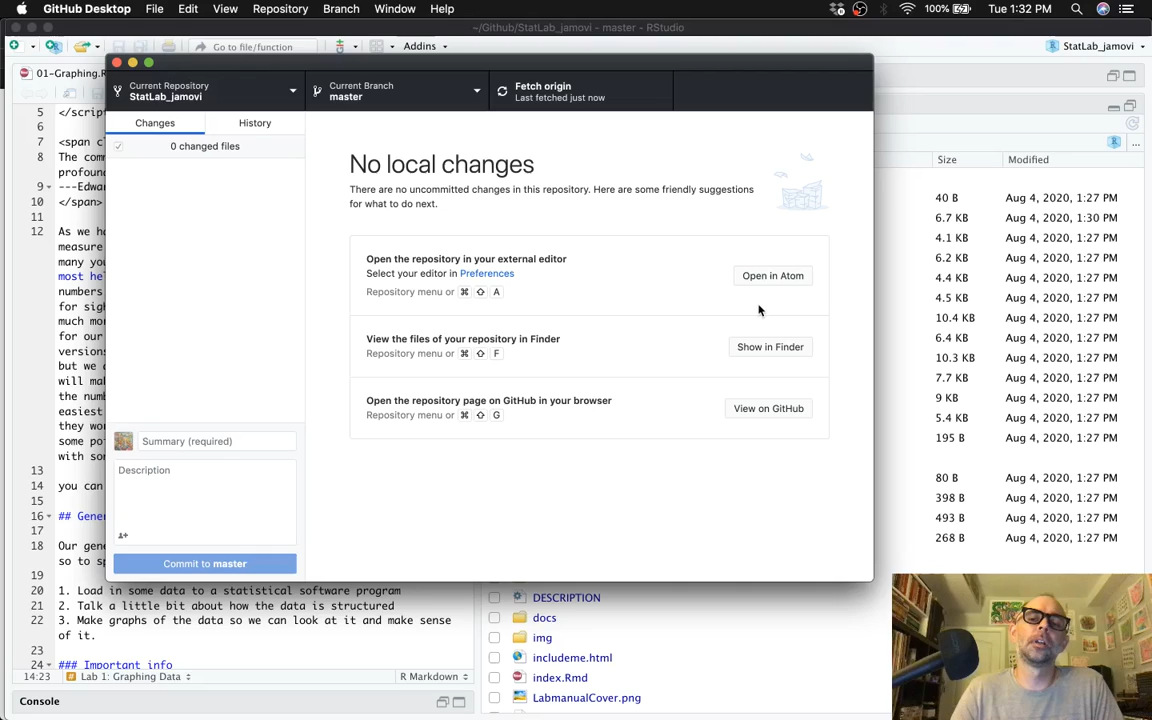 GitHub Desktop File Edit View Repository Branch Window Help
100% Tue 1:32 PM
~/Github/StatLab_jamovi - master - RStudio
Go to file/function
Addins
StatLab_jamovi
01-Graphing.R
Current Repository
StatLab_jamovi
Current Branch
master
Fetch origin
Last fetched just now
Changes
History
0 changed files
No local changes
There are no uncommitted changes in this repository. Here are some friendly suggestions
for what to do next.
Open the repository in your external editor
Select your editor in Preferences
Repository menu or ⌘ ⇧ A
Open in Atom
View the files of your repository in Finder
Repository menu or ⌘ ⇧ F
Show in Finder
Open the repository page on GitHub in your browser
Repository menu or ⌘ ⇧ G
View on GitHub
Summary (required)
Description
Commit to master
5 </script
6
7 <span c
8 The com
profoun
9 ---Edwa
10 </span>
11
12 As we ha
measure
many you
most he
numbers
for sigh
much mo
for our
versions
but we
will ma
the num
easiest
they wo
some po
with so
13
14 you can
15
16 ## Gene
17
18 Our gen
so to s
19
20 1. Load in some data to a statistical software program
21 2. Talk a little bit about how the data is structured
22 3. Make graphs of the data so we can look at it and make sense
of it.
23
24 ### Important info
14:23 Lab 1: Graphing Data R Markdown
Console
Size Modified
40 B Aug 4, 2020, 1:27 PM
6.7 KB Aug 4, 2020, 1:30 PM
4.1 KB Aug 4, 2020, 1:27 PM
6.2 KB Aug 4, 2020, 1:27 PM
4.4 KB Aug 4, 2020, 1:27 PM
4.5 KB Aug 4, 2020, 1:27 PM
10.4 KB Aug 4, 2020, 1:27 PM
6.4 KB Aug 4, 2020, 1:27 PM
10.3 KB Aug 4, 2020, 1:27 PM
7.7 KB Aug 4, 2020, 1:27 PM
9 KB Aug 4, 2020, 1:27 PM
5.4 KB Aug 4, 2020, 1:27 PM
195 B Aug 4, 2020, 1:27 PM
80 B Aug 4, 2020, 1:27 PM
398 B Aug 4, 2020, 1:27 PM
493 B Aug 4, 2020, 1:27 PM
268 B Aug 4, 2020, 1:27 PM
DESCRIPTION
docs
img
includeme.html
index.Rmd
LabmanualCover.png